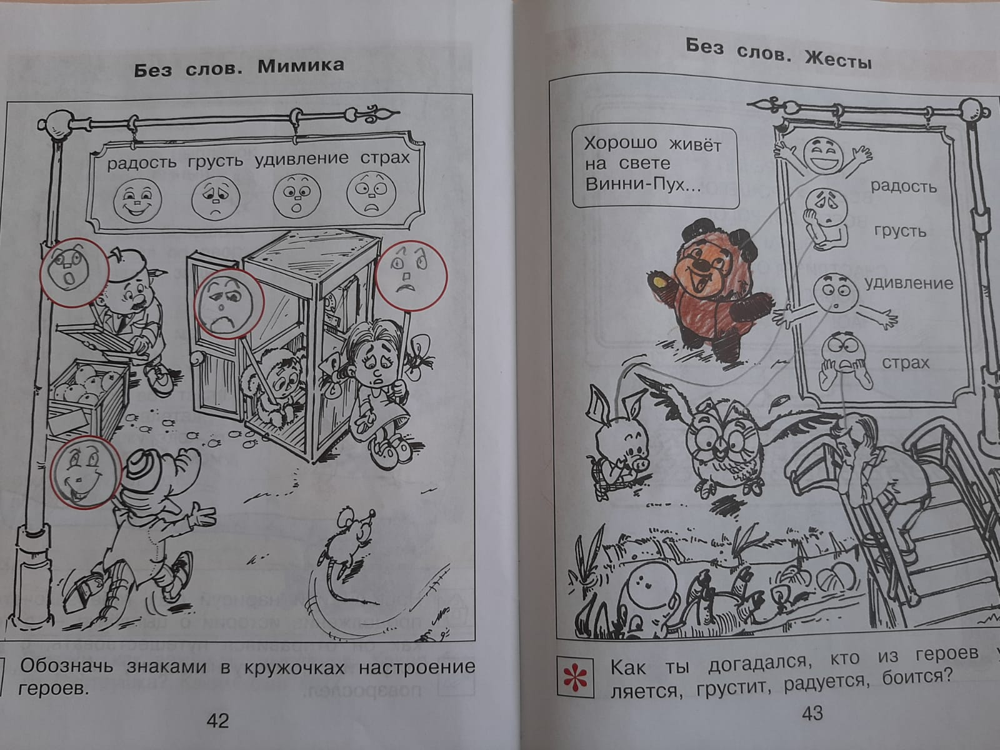 Без слов. Мимика
радость грусть удивление страх
Обозначь знаками в кружочках настроение
героев.
42
Без слов. Жесты
Хорошо живёт
на свете
Винни-Пух...
радость
грусть
удивление
страх
Как ты догадался, кто из героев у
ляется, грустит, радуется, боится?
43